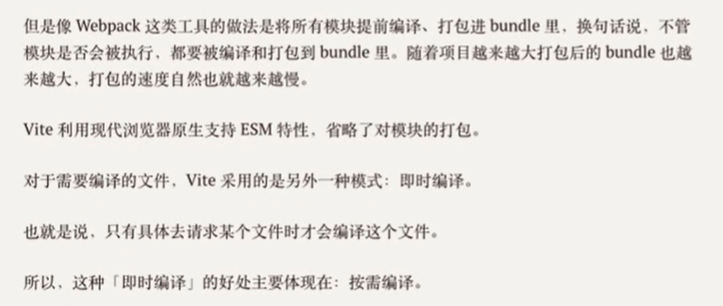 但是像 Webpack 这类工具的做法是将所有模块提前编译、打包进 bundle 里，换句话说，不管
模块是否会被执行，都要被编译和打包到 bundle 里。随着项目越来越大打包后的 bundle 也越
来越大，打包的速度自然也就越来越慢。
Vite 利用现代浏览器原生支持 ESM 特性，省略了对模块的打包。
对于需要编译的文件，Vite 采用的是另外一种模式：即时编译。
也就是说，只有具体去请求某个文件时才会编译这个文件。
所以，这种「即时编译」的好处主要体现在：按需编译。